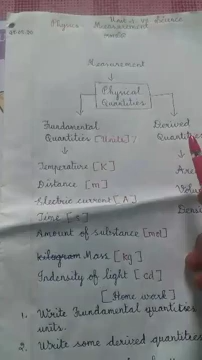 Physics
Measurement
Measurement
Physical
Quantities
Fundamental
Quantities [Units]
Derived
Quantities
Temperature [K]
Distance [m]
Electric current [A]
Time [s]
Amount of substance [mol]
kilogram Mass [kg]
Indensity of light [cd]
[Home work]
1. Write Fundamental quantities
units.
2. Write some derived quantities